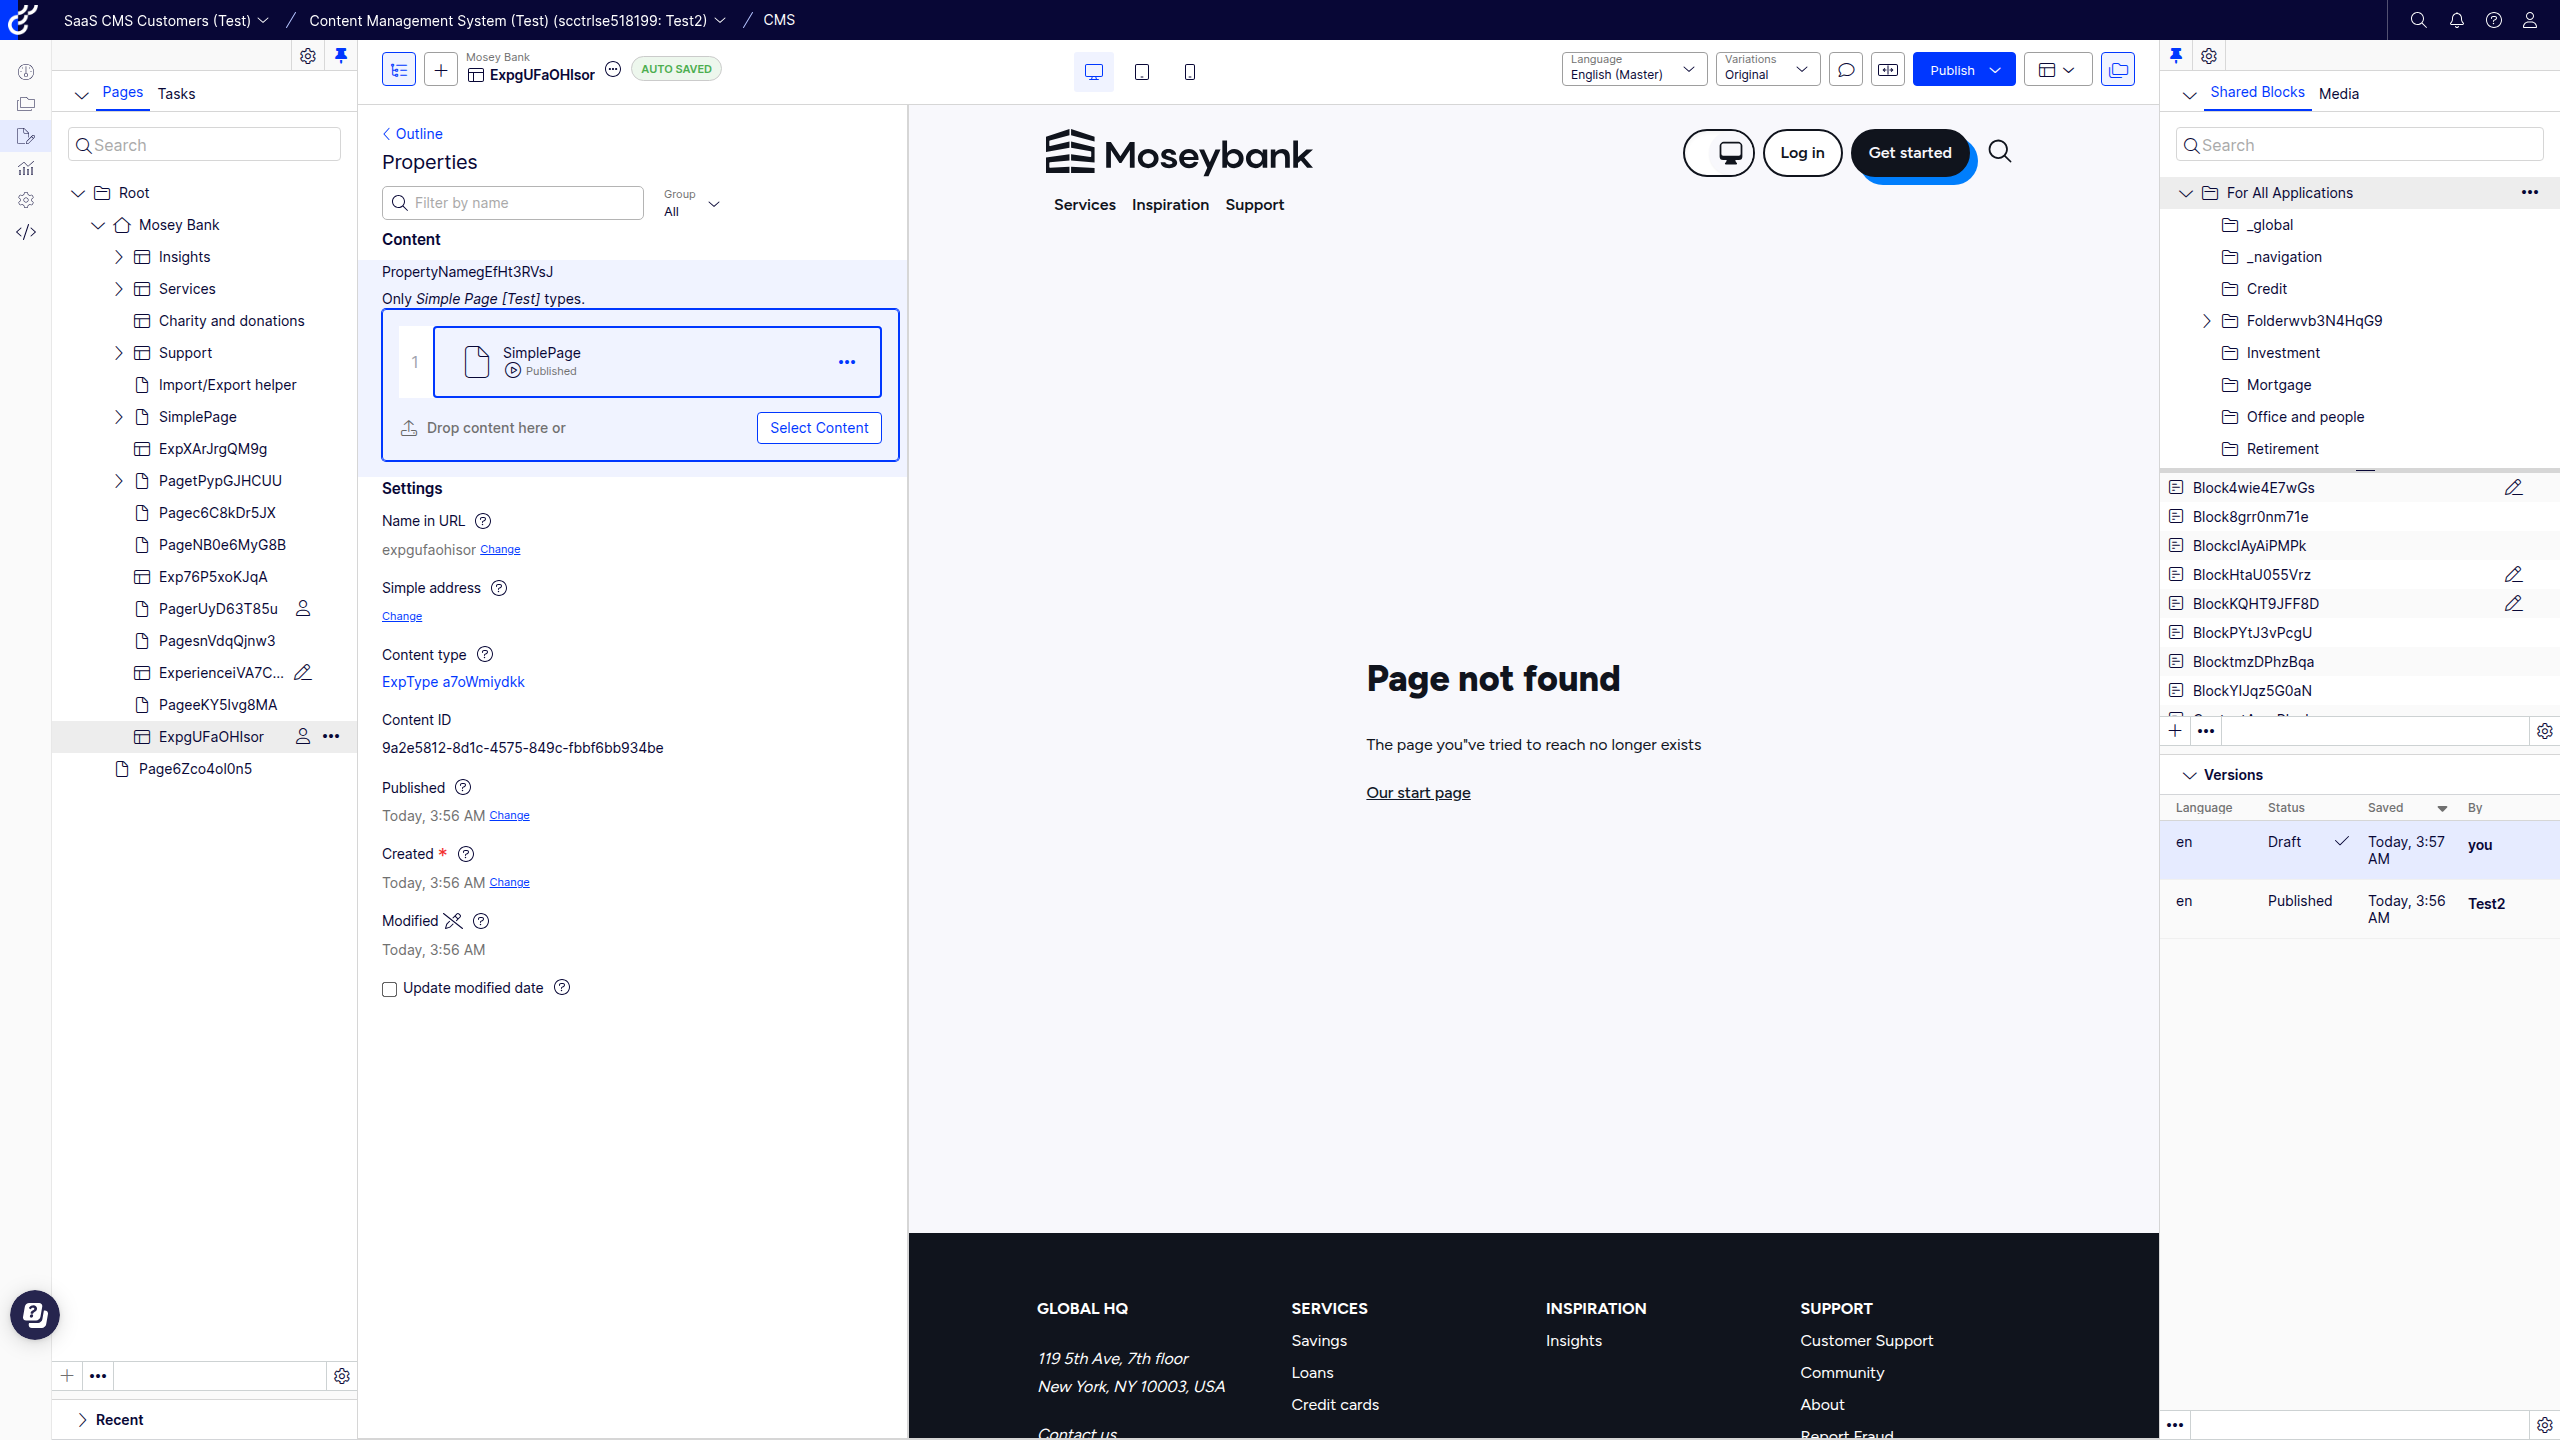 SaaS CMS Customers (Test)
Content Management System (Test) (scctrlse518199: Test2)
CMS
Pages
Tasks
Search
Root
Mosey Bank
Insights
Services
Charity and donations
Support
Import/Export helper
SimplePage
ExpXArJrgQM9g
PagetPypGJHCUU
Pagec6C8kDr5JX
PageNB0e6MyG8B
Exp76P5xoKJqA
PagerUyD63T85u
PagesnVdqQjnw3
ExperienceiVA7C...
PageeKY5lvg8MA
ExpgUFaOHIsor
Page6Zco4ol0n5
Recent
Mosey Bank
ExpgUFaOHIsor
AUTO SAVED
Language
English (Master)
Variations
Original
Publish
Outline
Properties
Filter by name
Group
All
Content
PropertyNamegEfHt3RVsJ
Only Simple Page [Test] types.
1
SimplePage
Published
Drop content here or
Select Content
Settings
Name in URL
expgufaohisor Change
Simple address
Change
Content type
ExpType a7oWmiydkk
Content ID
9a2e5812-8d1c-4575-849c-fbbf6bb934be
Published
Today, 3:56 AM Change
Created *
Today, 3:56 AM Change
Modified
Today, 3:56 AM
Update modified date
Moseybank
Log in
Get started
Services
Inspiration
Support
Page not found
The page you"ve tried to reach no longer exists
Our start page
GLOBAL HQ
119 5th Ave, 7th floor
New York, NY 10003, USA
Contact us
SERVICES
Savings
Loans
Credit cards
INSPIRATION
Insights
SUPPORT
Customer Support
Community
About
Report Fraud
Shared Blocks
Media
Search
For All Applications
_global
_navigation
Credit
Folderwvb3N4HqG9
Investment
Mortgage
Office and people
Retirement
Block4wie4E7wGs
Block8grr0nm71e
BlockclAyAiPMPk
BlockHtaU055Vrz
BlockKQHT9JFF8D
BlockPYtJ3vPcgU
BlocktmzDPhzBqa
BlockYlJqz5G0aN
Versions
Language
Status
Saved
By
en
Draft
Today, 3:57 AM
you
en
Published
Today, 3:56 AM
Test2